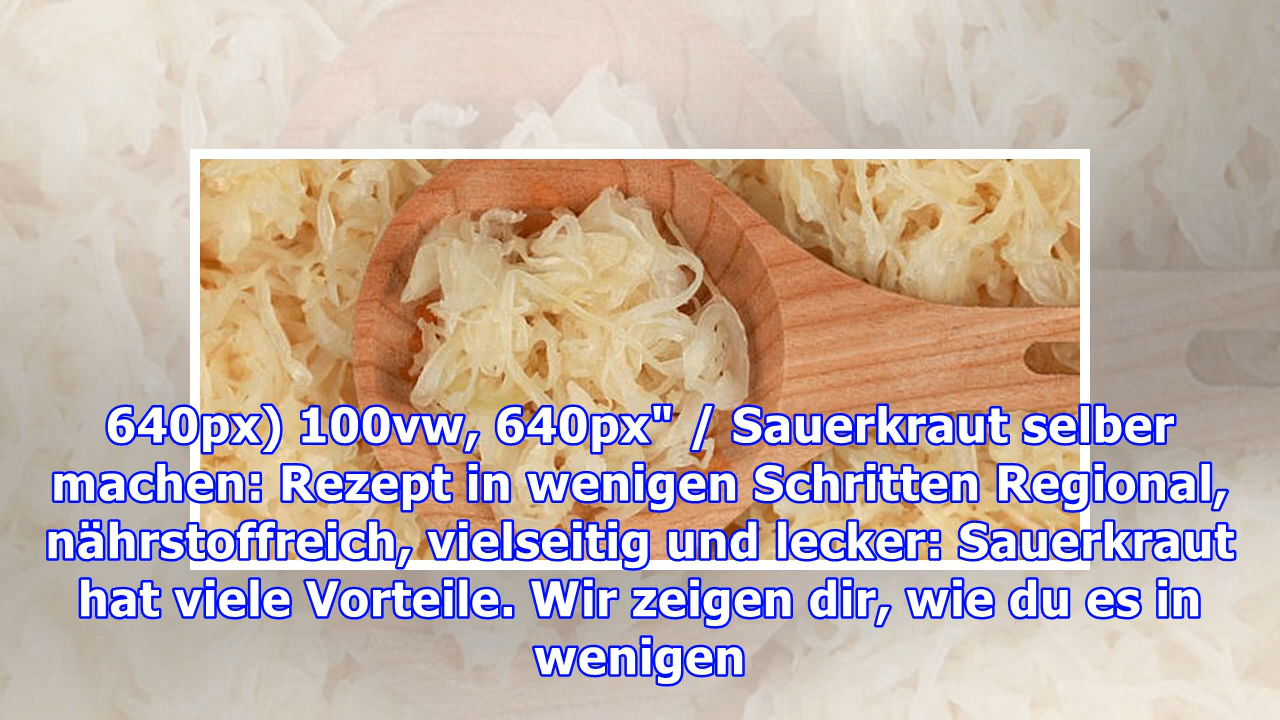 640px) 100vw, 640px" / Sauerkraut selber
machen: Rezept in wenigen Schritten Regional,
nährstoffreich, vielseitig und lecker: Sauerkraut
hat viele Vorteile. Wir zeigen dir, wie du es in
wenigen